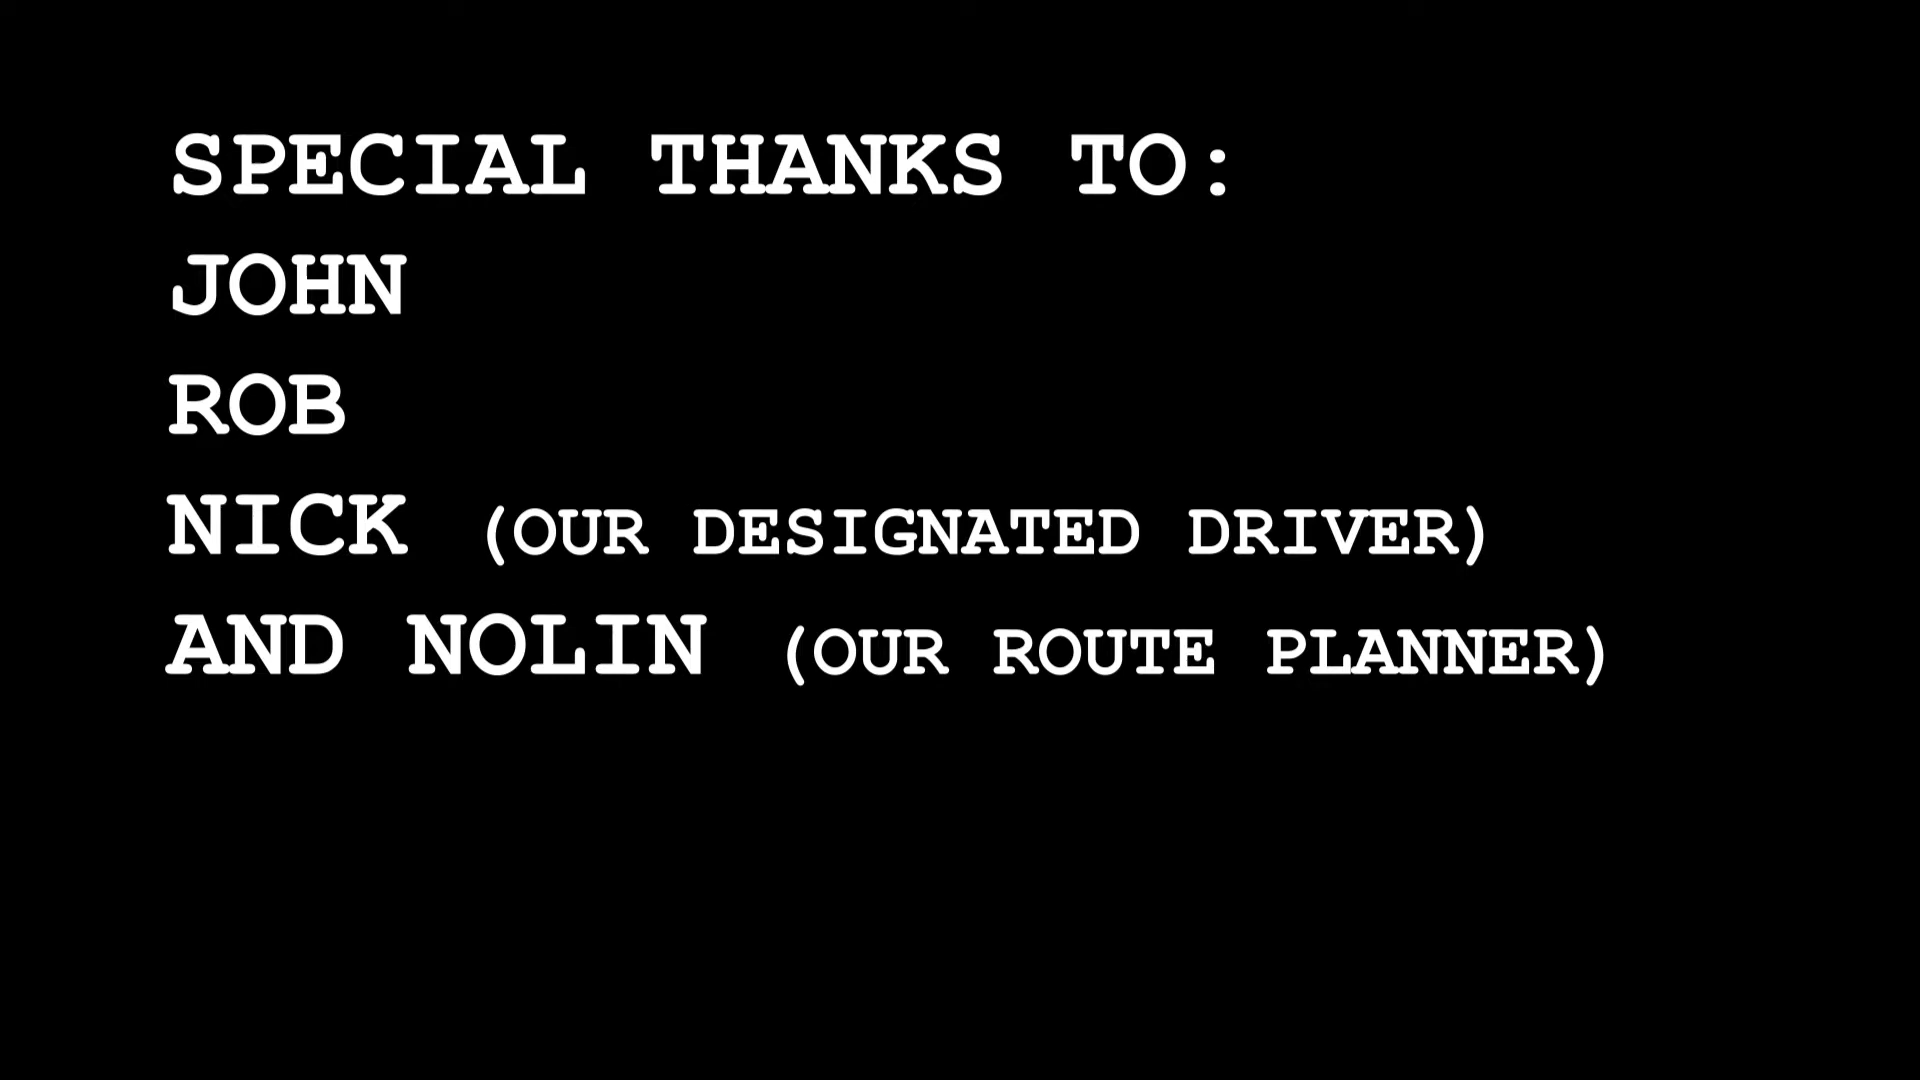 SPECIAL THANKS TO:
JOHN
ROB
NICK (OUR DESIGNATED DRIVER)
AND NOLIN (OUR ROUTE PLANNER)